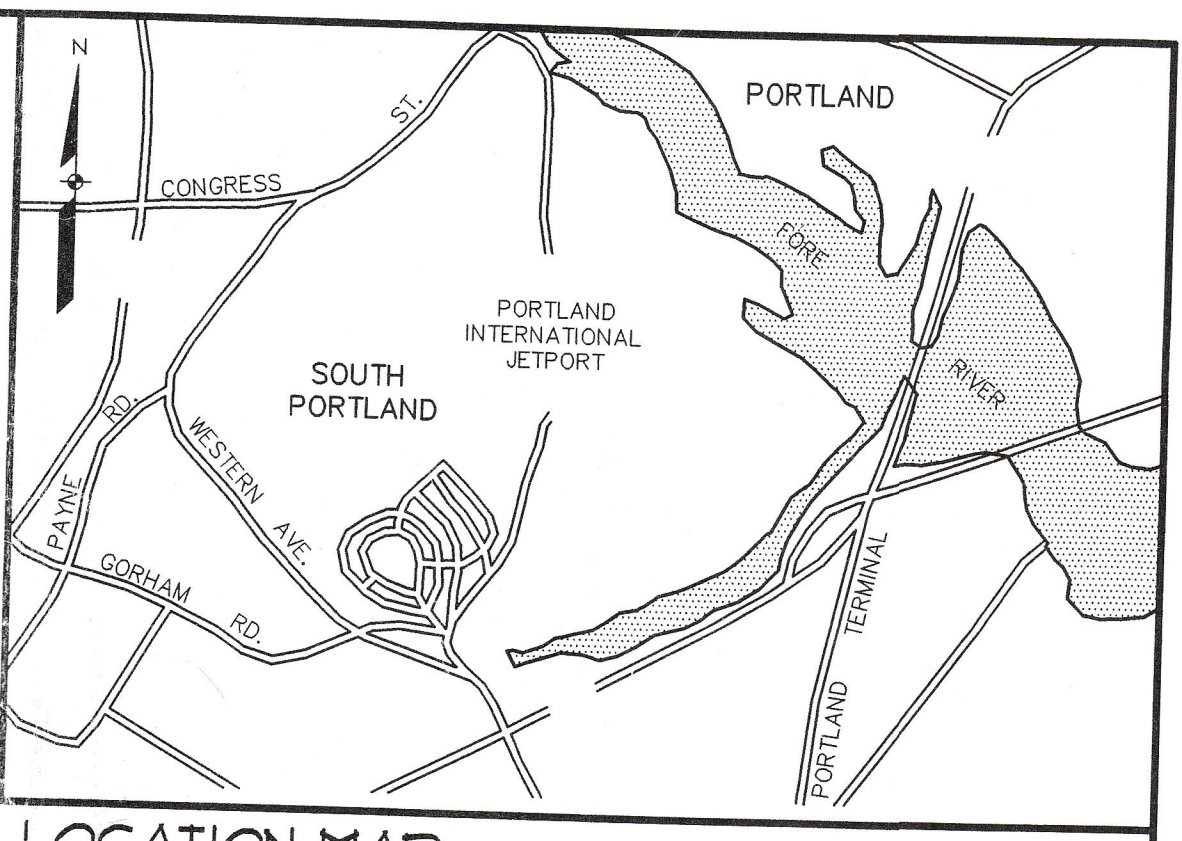 N
PORTLAND
ST.
CONGRESS
FORE
PORTLAND
INTERNATIONAL
JETPORT
SOUTH
PORTLAND
RIVER
PAYNE RD.
WESTERN AVE.
GORHAM RD.
PORTLAND TERMINAL
LOCATION MAP